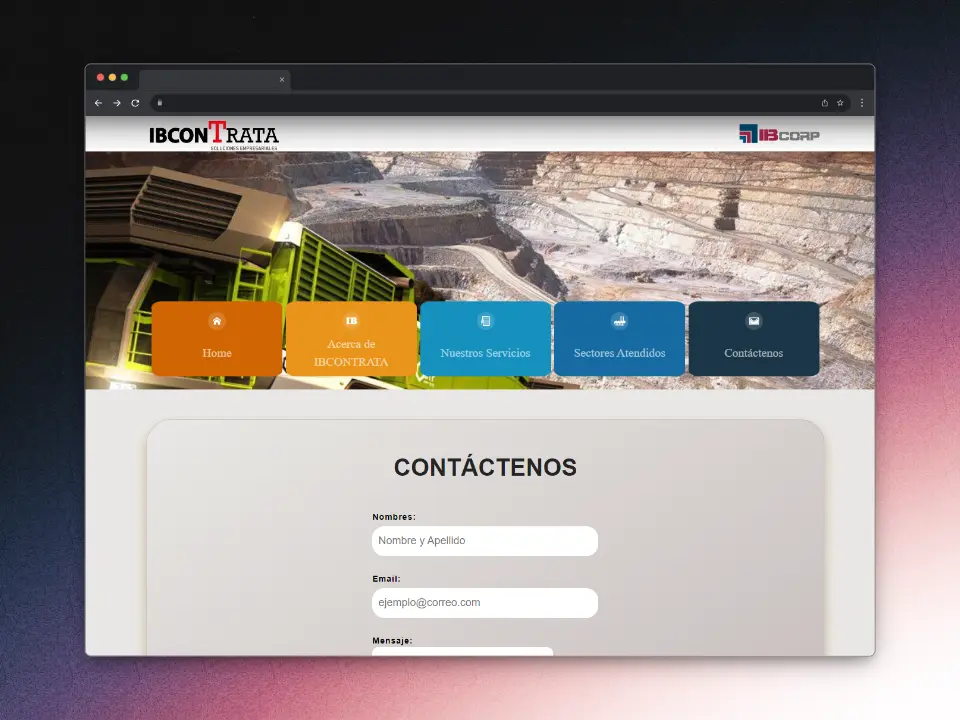 IBCONTRATA
SOLUCIONES EMPRESARIALES
IBCORP
Home
IB
Acerca de
IBCONTRATA
Nuestros Servicios
Sectores Atendidos
Contáctenos
CONTÁCTENOS
Nombres:
Nombre y Apellido
Email:
ejemplo@correo.com
Mensaje: